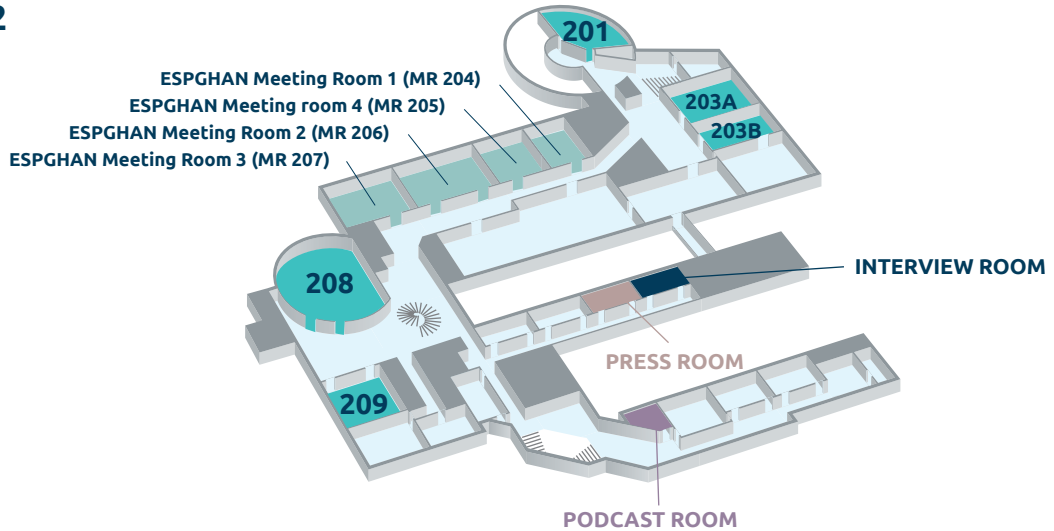 2
201
ESPGHAN Meeting Room 1 (MR 204)
203A
ESPGHAN Meeting room 4 (MR 205)
203B
ESPGHAN Meeting Room 2 (MR 206)
ESPGHAN Meeting Room 3 (MR 207)
208
INTERVIEW ROOM
PRESS ROOM
209
PODCAST ROOM